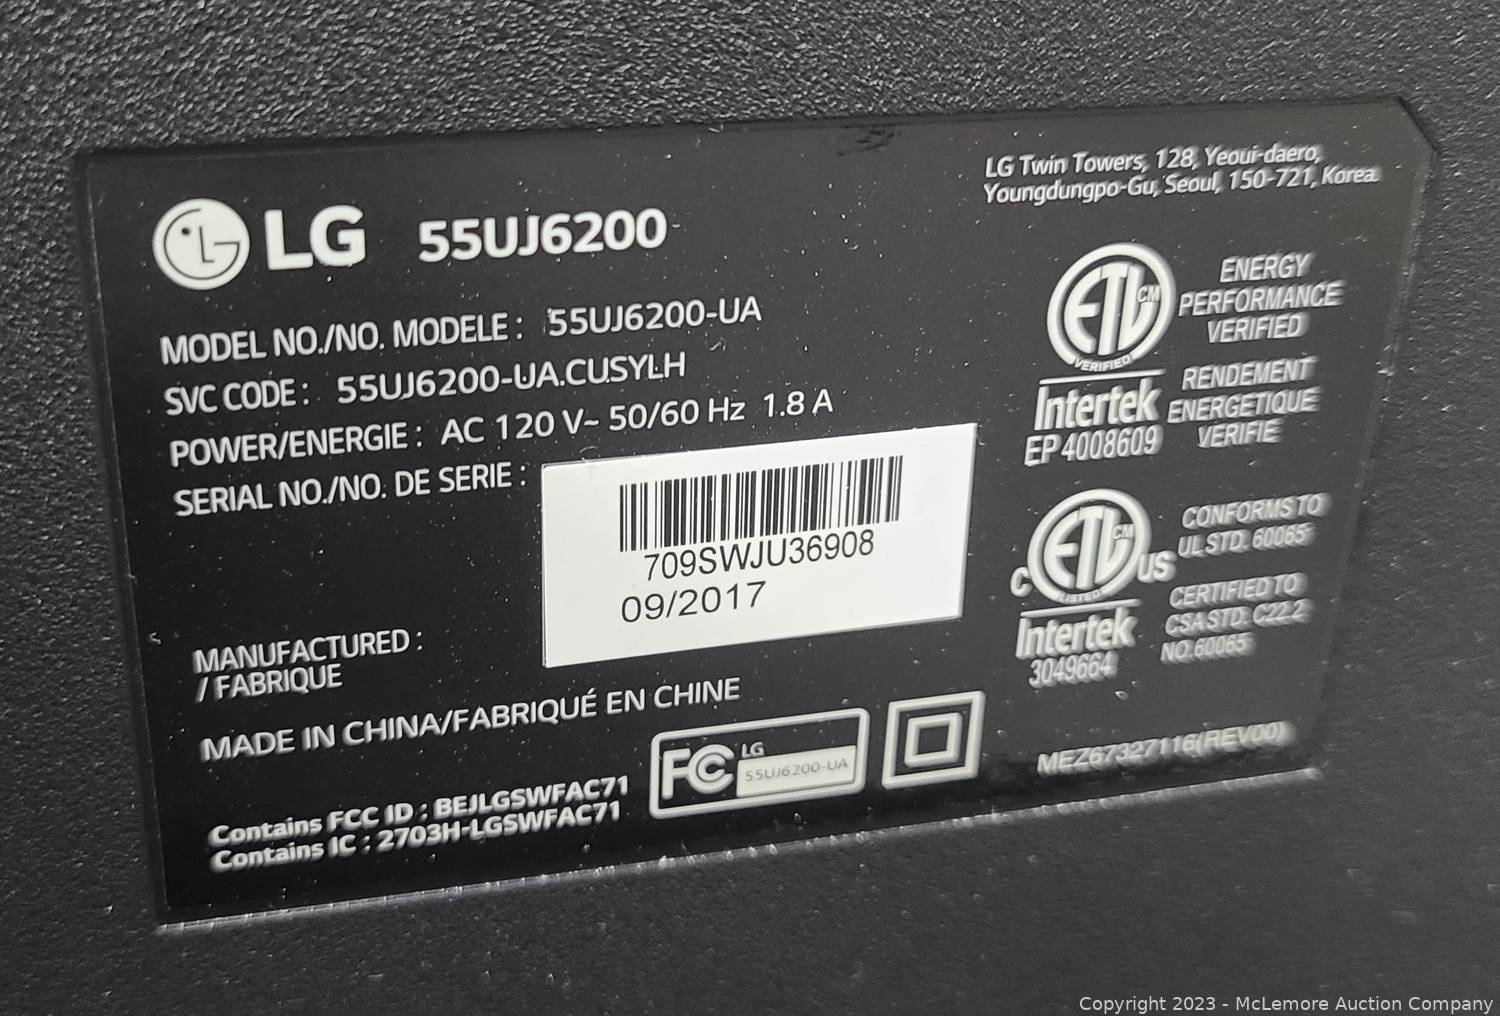 LG Twin Towers, 128, Yeoui-daero,
Youngdungpo-Gu, Seoul, 150-721, Korea
LG 55UJ6200
MODEL NO./NO. MODELE : 55UJ6200-UA
SVC CODE : 55UJ6200-UA.CUSYLH
POWER/ENERGIE : AC 120 V~ 50/60 Hz 1.8 A
SERIAL NO./NO. DE SERIE :
709SWJU36908
09/2017
MANUFACTURED :
/ FABRIQUE
MADE IN CHINA/FABRIQUÉ EN CHINE
Contains FCC ID : BEJLGSWFAC71
Contains IC : 2703H-LGSWFAC71
FC LG
55UJ6200-UA
ETL CM
VERIFIED
Intertek
EP 4008609
ENERGY
PERFORMANCE
VERIFIED
RENDEMENT
ENERGETIQUE
VERIFIE
C ETL CM US
LISTED
Intertek
3049664
CONFORMS TO
UL STD. 60065
CERTIFIED TO
CSA STD. C22.2
NO.60065
MEZ67327116(REV00)
Copyright 2023 - McLemore Auction Company